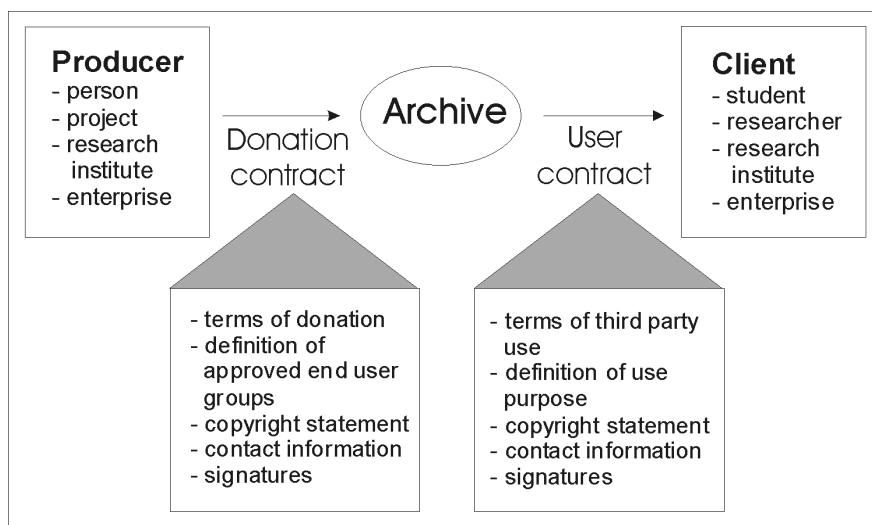 Producer
- person
- project
- research
institute
- enterprise
Donation
contract
Archive
User
contract
Client
- student
- researcher
- research
institute
- enterprise
- terms of donation
- definition of
approved end user
groups
- copyright statement
- contact information
- signatures
- terms of third party
use
- definition of use
purpose
- copyright statement
- contact information
- signatures